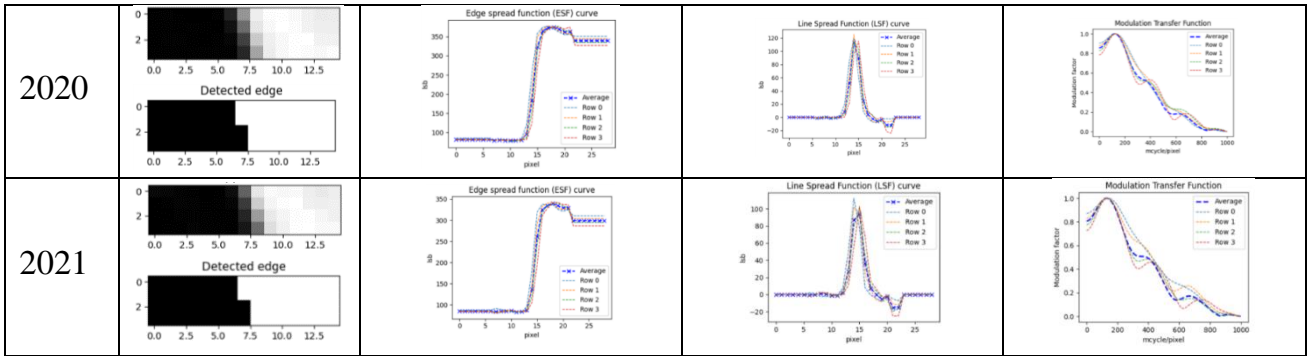 2020
0
2
0.0 2.5 5.0 7.5 10.0 12.5
Detected edge
0
2
0.0 2.5 5.0 7.5 10.0 12.5
Edge spread function (ESF) curve
350
300
250
200
150
100
lsb
Average
Row 0
Row 1
Row 2
Row 3
0 5 10 15 20 25
pixel
Line Spread Function (LSF) curve
120
100
80
60
40
20
0
−20
lsb
Average
Row 0
Row 1
Row 2
Row 3
0 5 10 15 20 25
pixel
Modulation Transfer Function
1.0
0.8
0.6
0.4
0.2
0.0
Modulation factor
Average
Row 0
Row 1
Row 2
Row 3
0 200 400 600 800 1000
mcycle/pixel
2021
0
2
0.0 2.5 5.0 7.5 10.0 12.5
Detected edge
0
2
0.0 2.5 5.0 7.5 10.0 12.5
Edge spread function (ESF) curve
350
300
250
200
150
100
lsb
Average
Row 0
Row 1
Row 2
Row 3
0 5 10 15 20 25
pixel
Line Spread Function (LSF) curve
100
80
60
40
20
0
−20
lsb
Average
Row 0
Row 1
Row 2
Row 3
0 5 10 15 20 25
pixel
Modulation Transfer Function
1.0
0.8
0.6
0.4
0.2
0.0
Modulation factor
Average
Row 0
Row 1
Row 2
Row 3
0 200 400 600 800 1000
mcycle/pixel